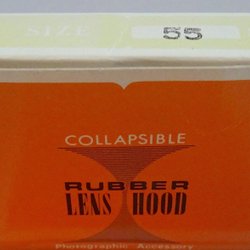 SIZE 55
COLLAPSIBLE
RUBBER
LENS HOOD
Photographic Accessory